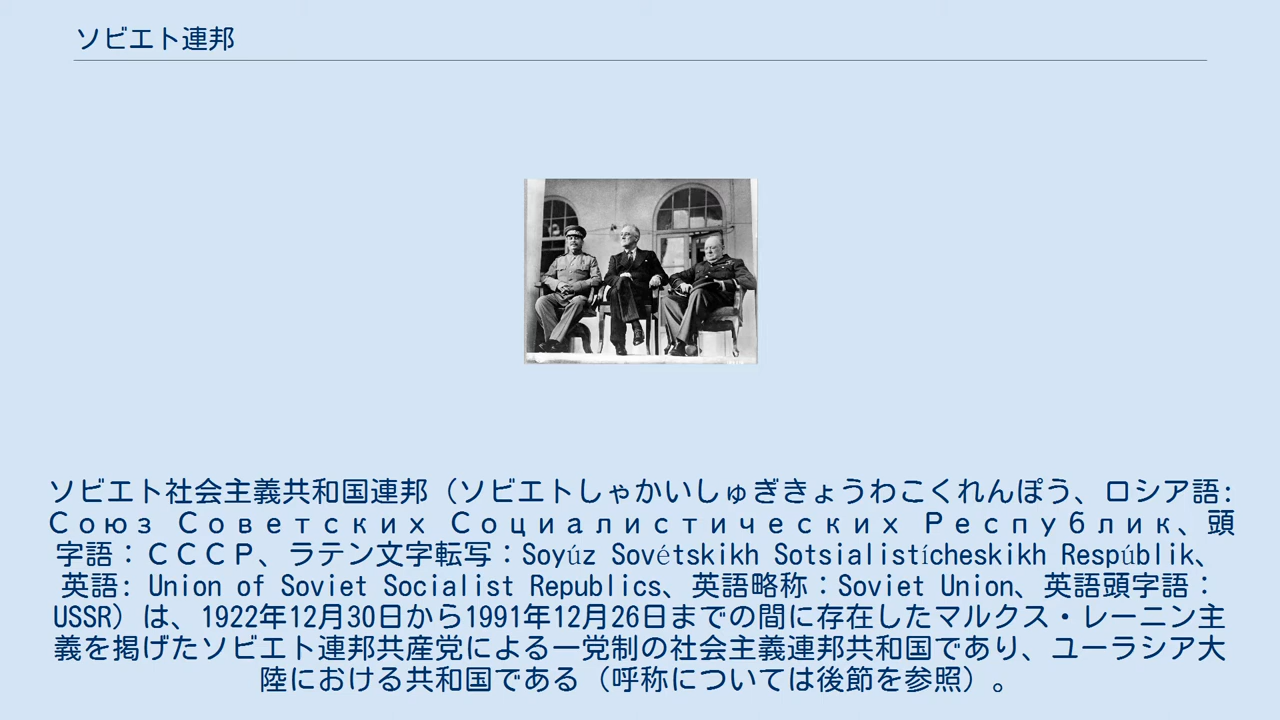 ソビエト連邦
ソビエト社会主義共和国連邦（ソビエトしゃかいしゅぎきょうわこくれんぽう、ロシア語:
Союз Советских Социалистических Республик、頭
字語：СССР、ラテン文字転写：Soyúz Sovétskikh Sotsialistícheskikh Respúblik、
英語: Union of Soviet Socialist Republics、英語略称：Soviet Union、英語頭字語：
USSR）は、1922年12月30日から1991年12月26日までの間に存在したマルクス・レーニン主
義を掲げたソビエト連邦共産党による一党制の社会主義連邦共和国であり、ユーラシア大
陸における共和国である（呼称については後節を参照）。